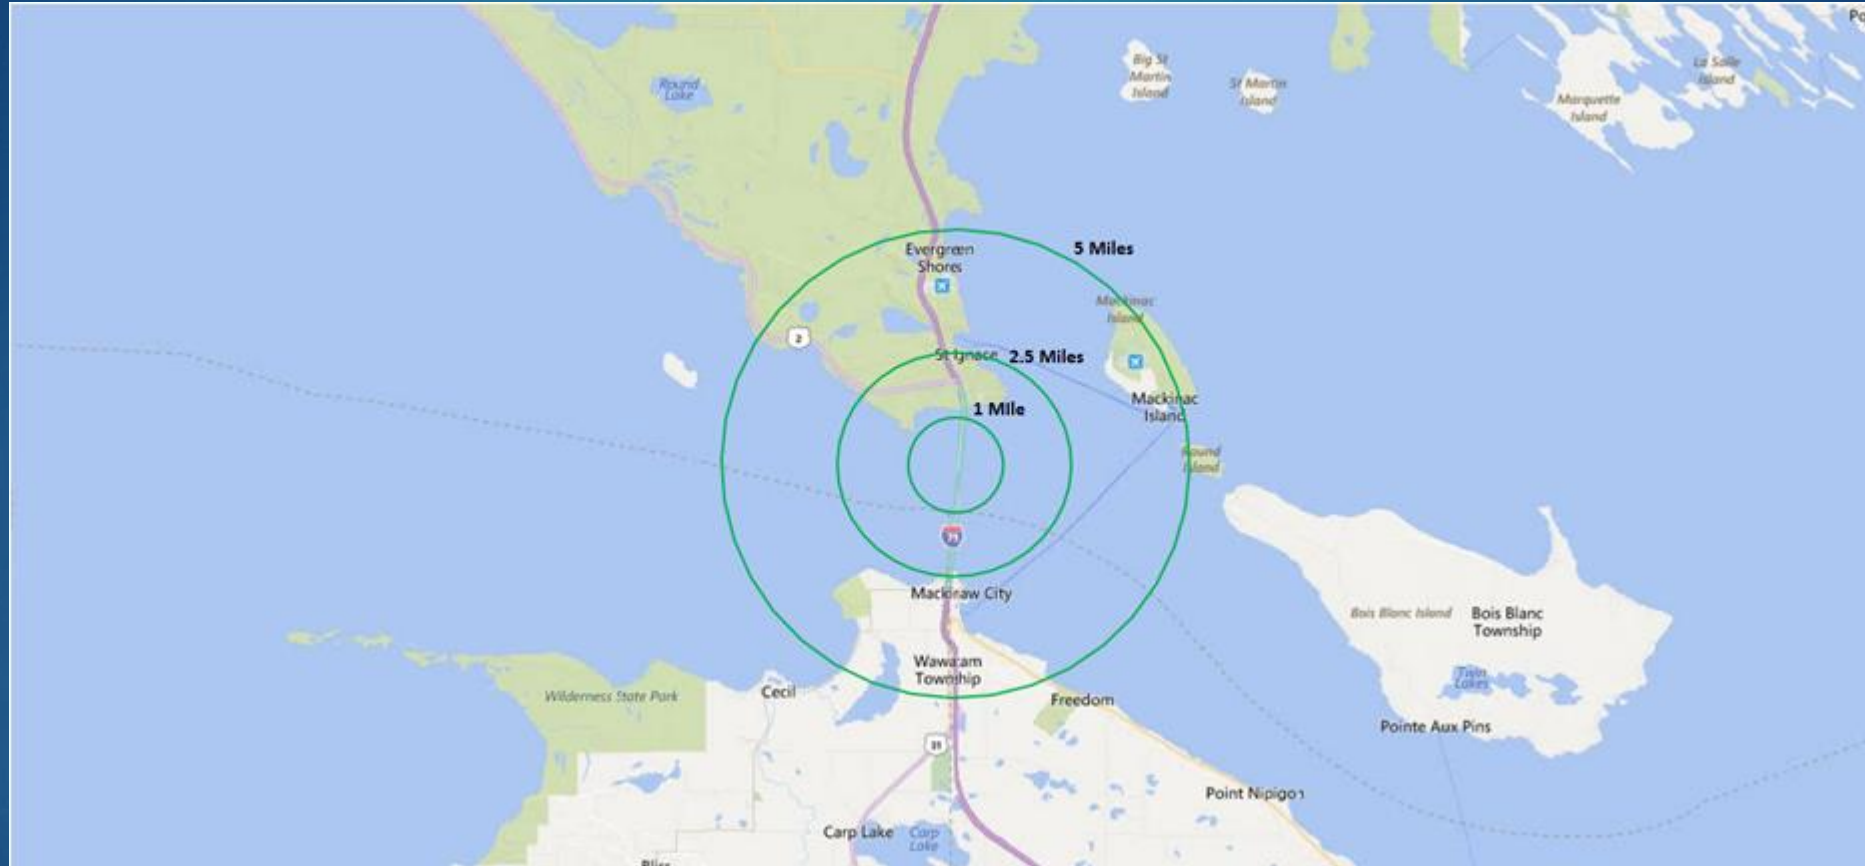 Round
Lake
Big St
Martin
Island
St Martin
Island
La Salle
Island
Marquette
Island
Evergreen
Shores
5 Miles
Mackinac
Island
2
St Ignace
2.5 Miles
1 MIle
Mackinac
Island
Round
Island
75
Mackinaw City
Bois Blanc Island
Bois Blanc
Township
Wawatam
Township
Twin
Lakes
Wilderness State Park
Cecil
Freedom
Pointe Aux Pins
31
Point Nipigon
Carp Lake
Carp
Lake
Bliss